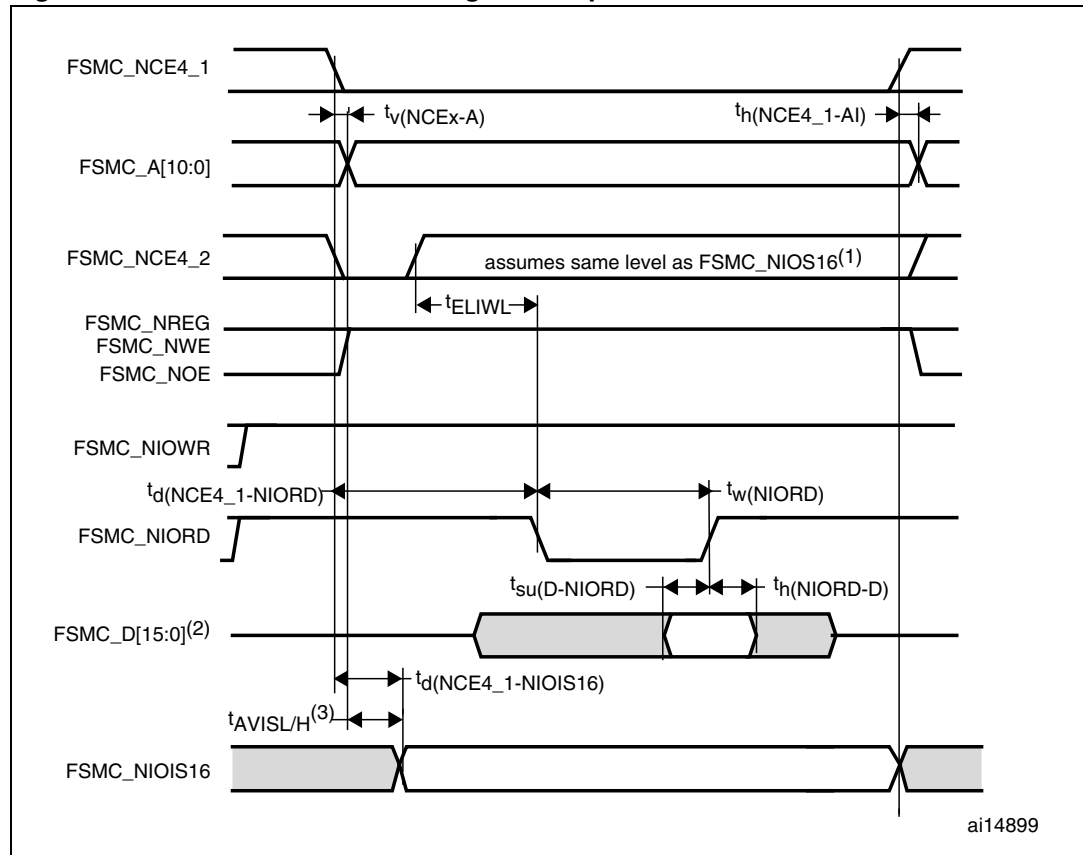 FSMC_NCE4_1
tv(NCEx-A)
th(NCE4_1-AI)
FSMC_A[10:0]
FSMC_NCE4_2
assumes same level as FSMC_NIOS16(1)
tELIWL
FSMC_NREG
FSMC_NWE
FSMC_NOE
FSMC_NIOWR
td(NCE4_1-NIORD)
tw(NIORD)
FSMC_NIORD
tsu(D-NIORD)
th(NIORD-D)
FSMC_D[15:0](2)
td(NCE4_1-NIOIS16)
tAVISL/H(3)
FSMC_NIOIS16
ai14899